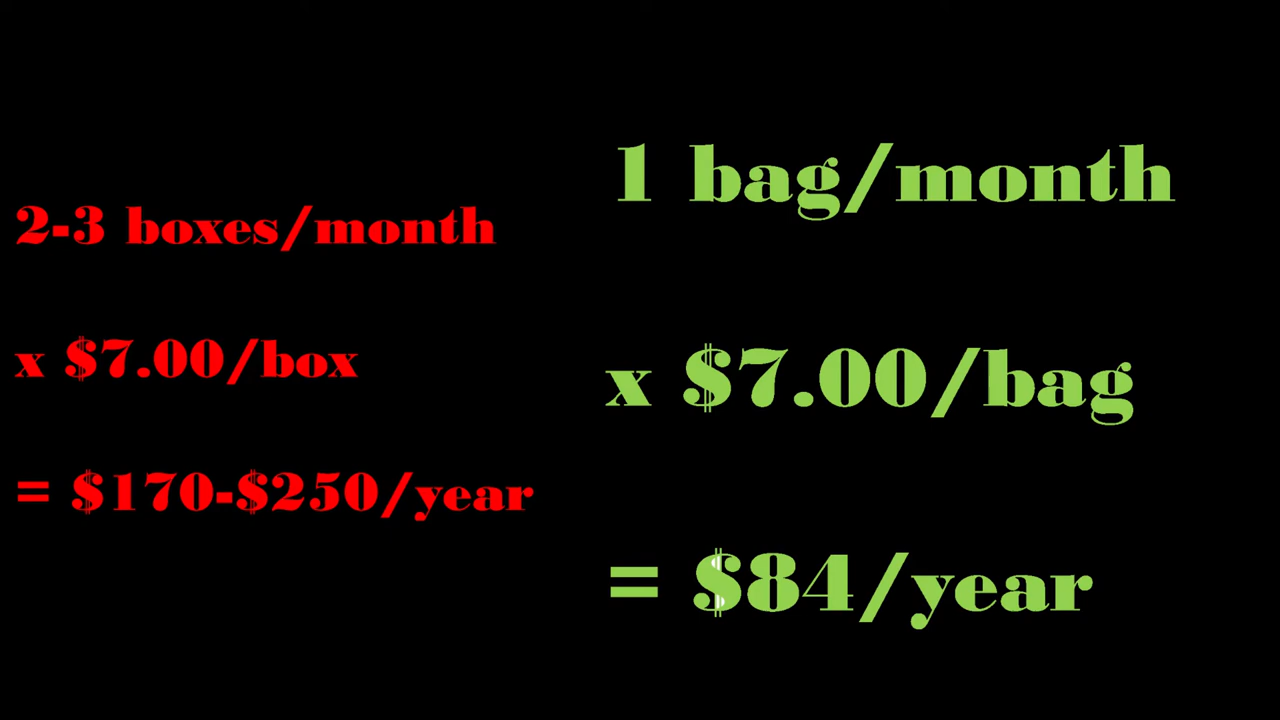 2-3 boxes/month
x $7.00/box
= $170-$250/year
1 bag/month
x $7.00/bag
= $84/year